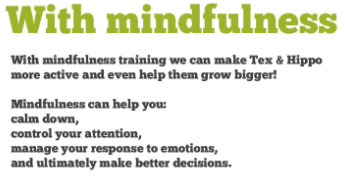 With mindfulness
With mindfulness training we can make Tex & Hippo
more active and even help them grow bigger!
Mindfulness can help you:
calm down,
control your attention,
manage your response to emotions,
and ultimately make better decisions.